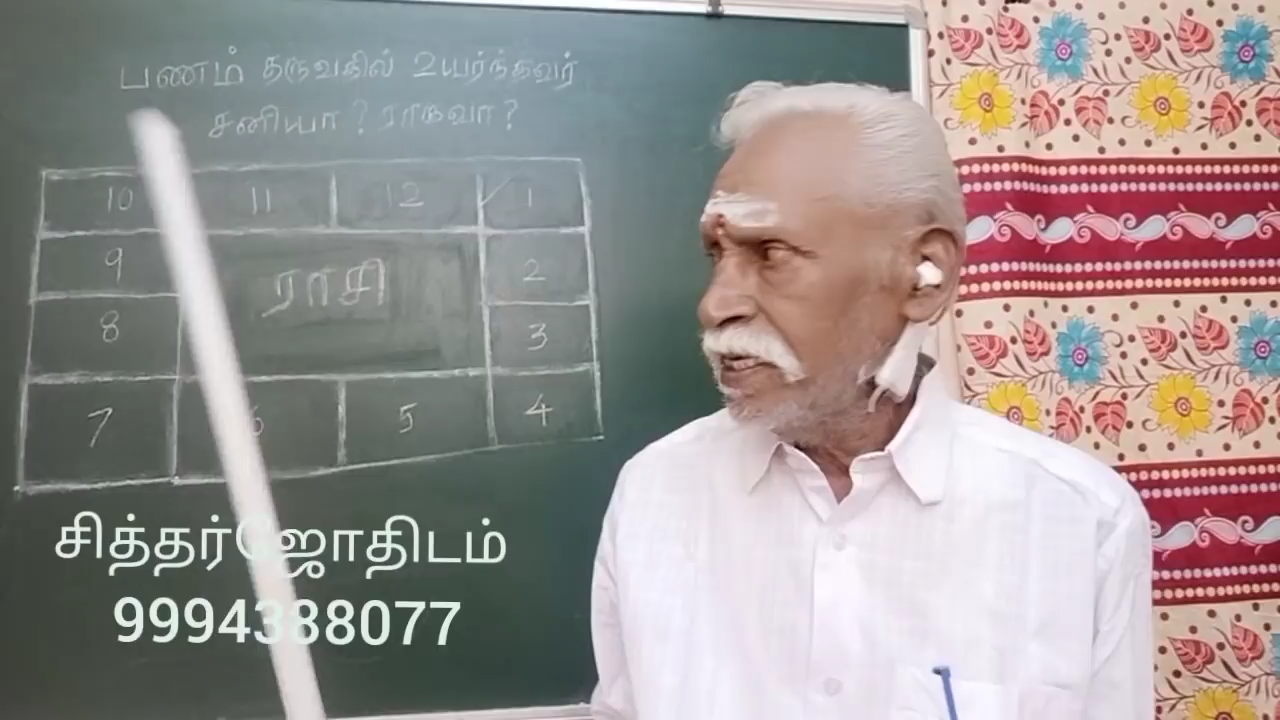 பணம் தருவதில் உயர்ந்தவர்
சனியா? ராகுவா?
10 11 12 1
9 ராசி 2
8 3
7 6 5 4
சித்தர்ஜோதிடம்
9994388077